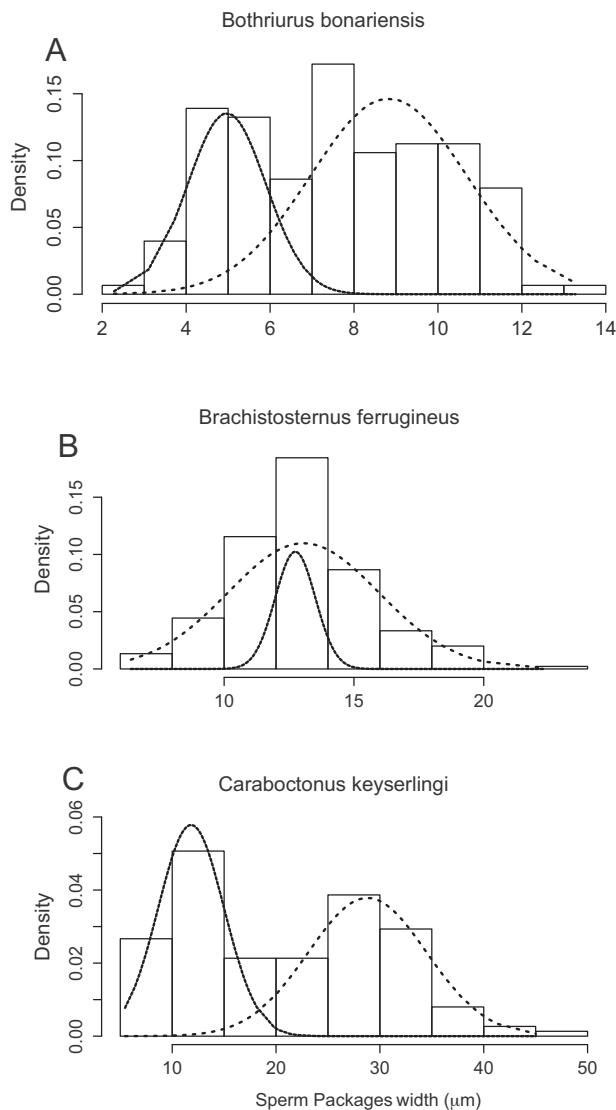 Bothriurus bonariensis
A
Density
0.00 0.05 0.10 0.15
2 4 6 8 10 12 14
Brachistosternus ferrugineus
B
Density
0.00 0.05 0.10 0.15
10 15 20
Caraboctonus keyserlingi
C
Density
0.00 0.02 0.04 0.06
10 20 30 40 50
Sperm Packages width (μm)